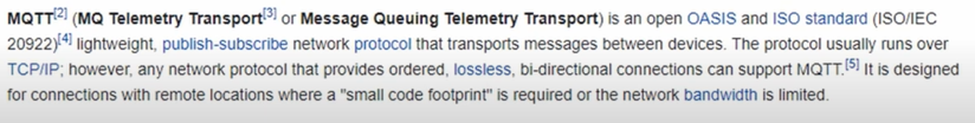 MQTT[2] (MQ Telemetry Transport[3] or Message Queuing Telemetry Transport) is an open OASIS and ISO standard (ISO/IEC
20922)[4] lightweight, publish-subscribe network protocol that transports messages between devices. The protocol usually runs over
TCP/IP; however, any network protocol that provides ordered, lossless, bi-directional connections can support MQTT.[5] It is designed
for connections with remote locations where a "small code footprint" is required or the network bandwidth is limited.